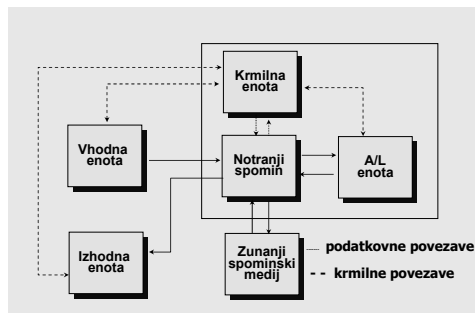 Krmilna
enota
Vhodna
enota
Notranji
spomin
A/L
enota
Izhodna
enota
Zunanji
spominski
medij
podatkovne povezave
krmilne povezave